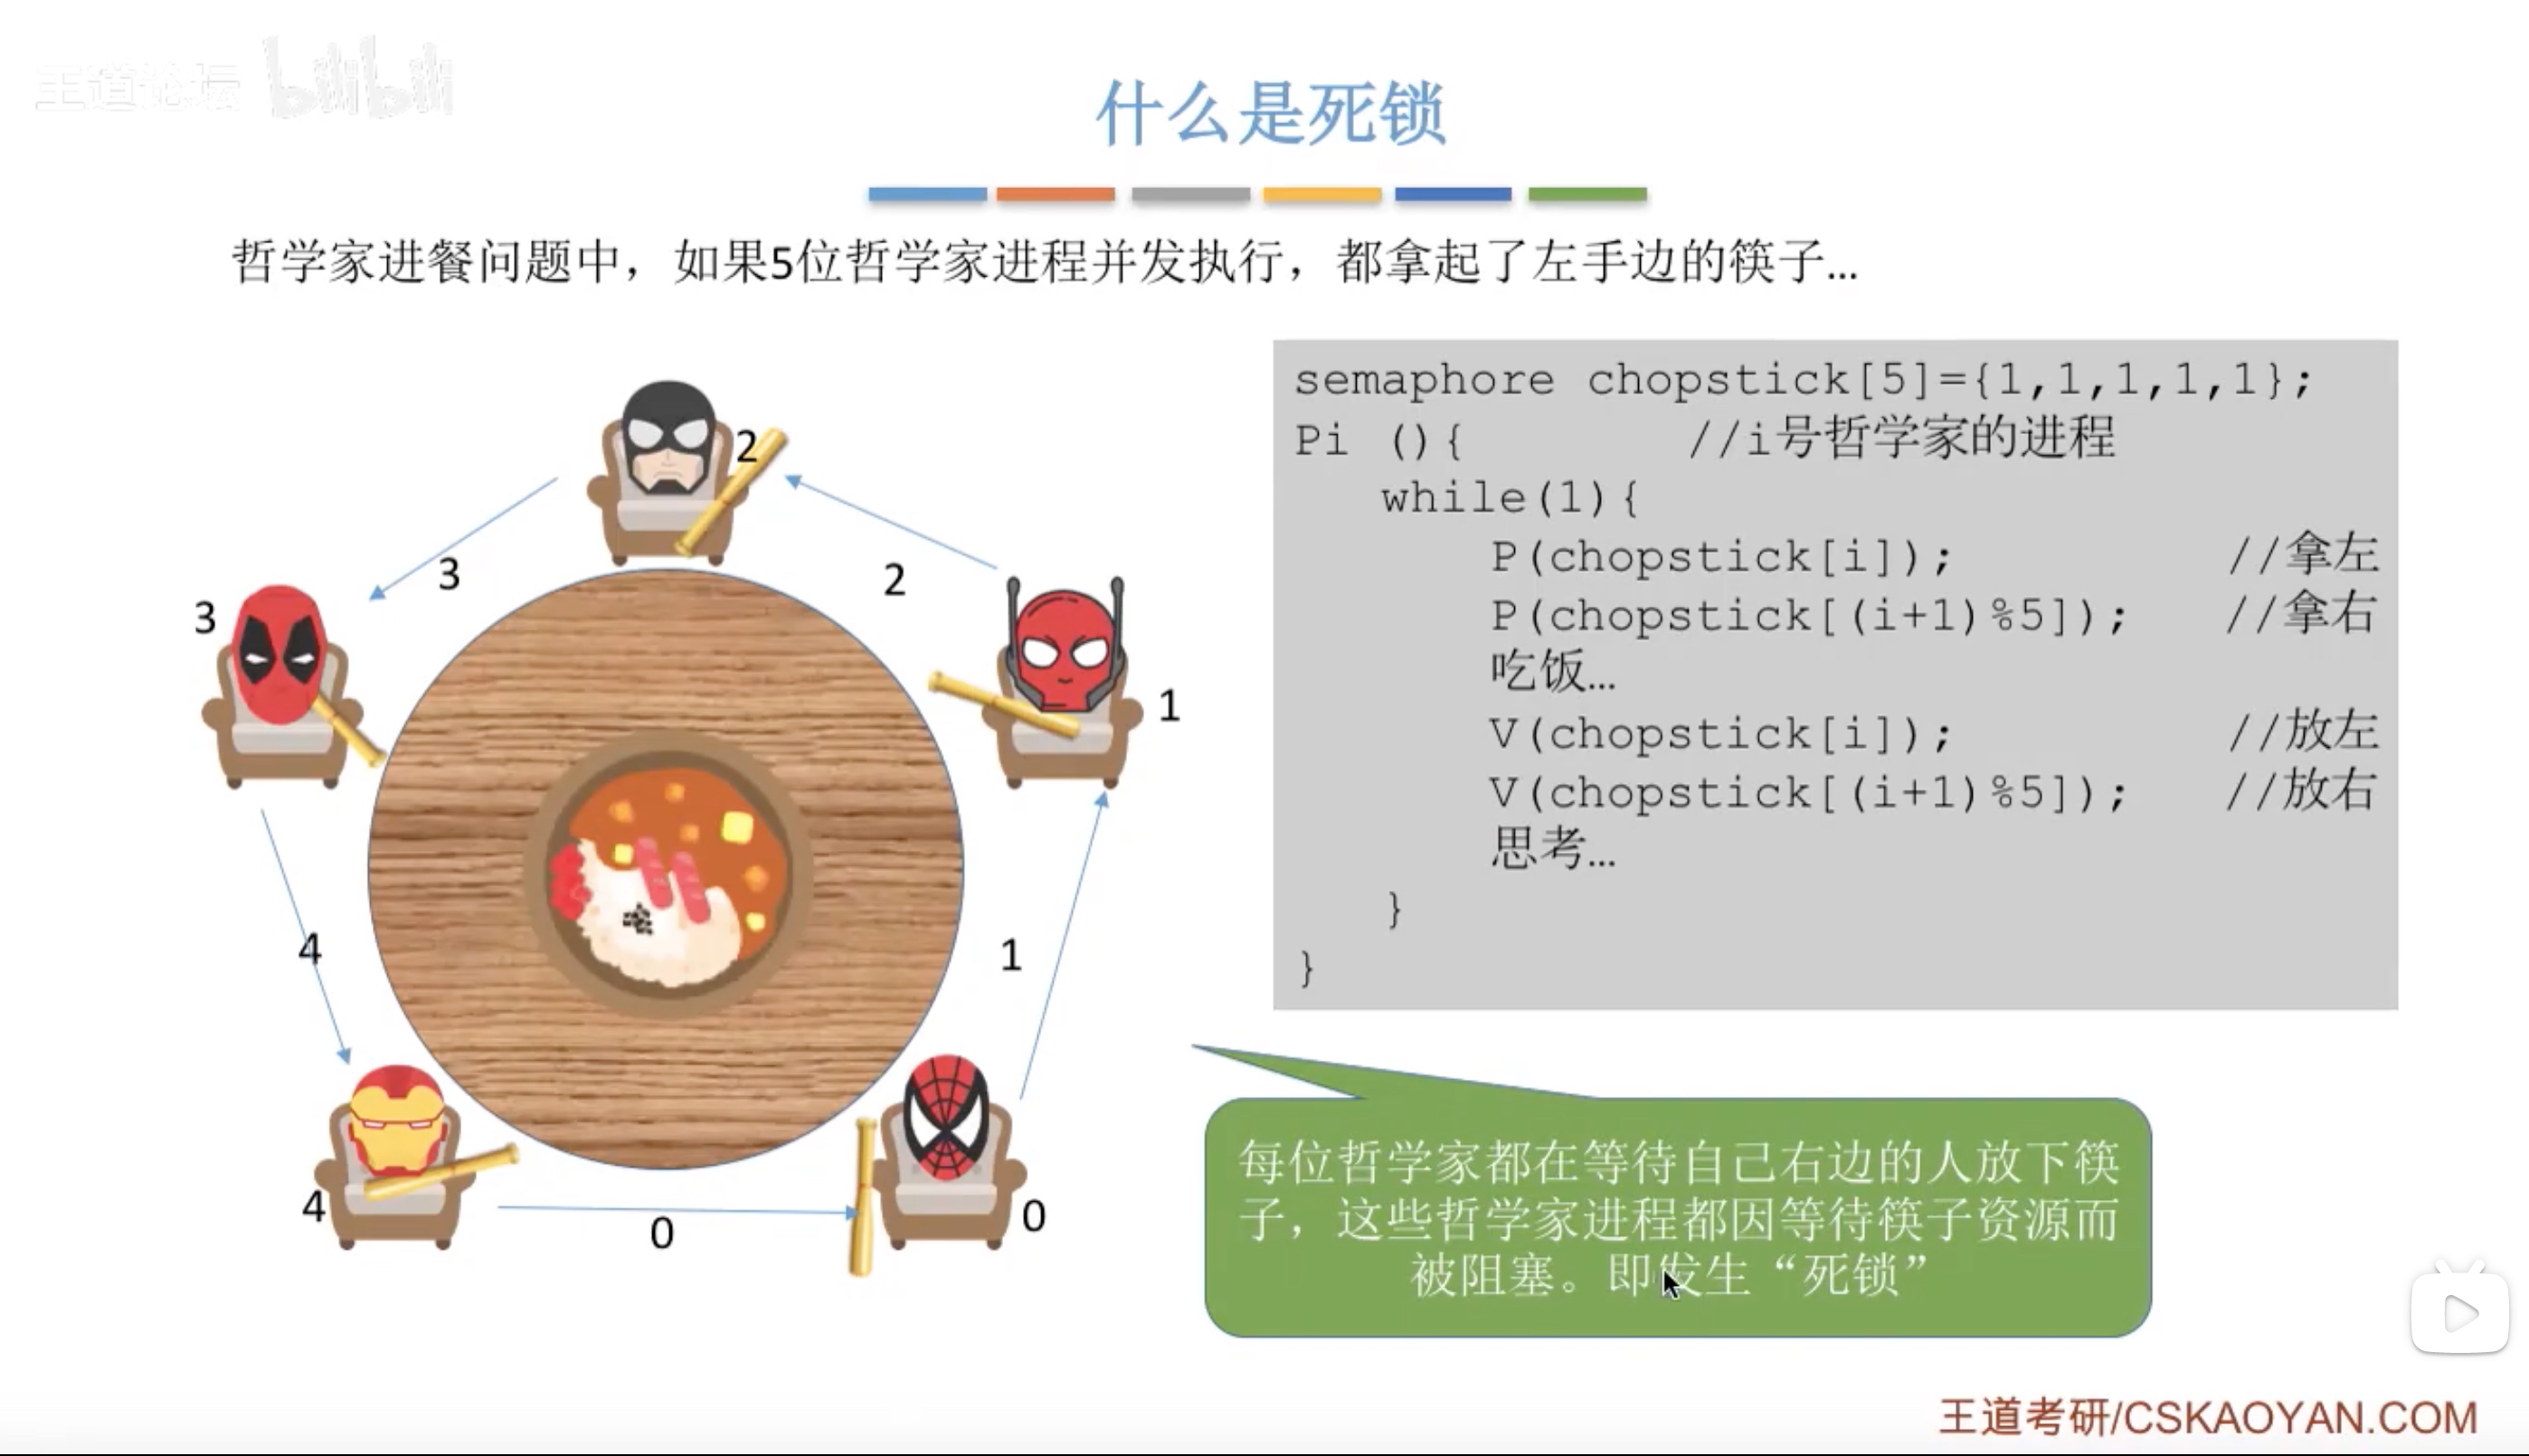 王道论坛 bilibili
什么是死锁
哲学家进餐问题中，如果5位哲学家进程并发执行，都拿起了左手边的筷子...
2
3
2
3
1
4
1
4
0
0
semaphore chopstick[5]={1,1,1,1,1};
Pi (){ //i号哲学家的进程
while(1){
P(chopstick[i]); //拿左
P(chopstick[(i+1)%5]); //拿右
吃饭...
V(chopstick[i]); //放左
V(chopstick[(i+1)%5]); //放右
思考...
}
}
每位哲学家都在等待自己右边的人放下筷
子，这些哲学家进程都因等待筷子资源而
被阻塞。即发生“死锁”
王道考研/CSKAOYAN.COM